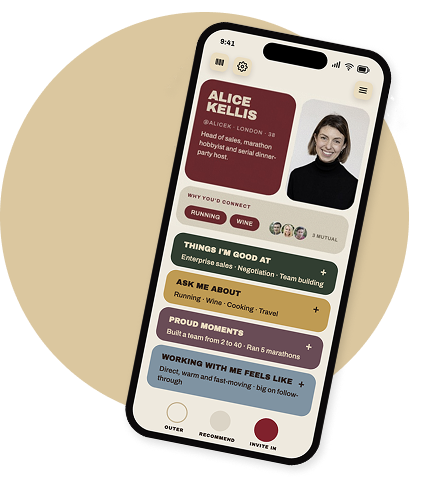 9:41
ALICE
KELLIS
@ALICEK · LONDON · 38
Head of sales, marathon
hobbyist and serial dinner-
party host.
WHY YOU'D CONNECT
RUNNING
WINE
3 MUTUAL
THINGS I'M GOOD AT
Enterprise sales · Negotiation · Team building
+
ASK ME ABOUT
Running · Wine · Cooking · Travel
+
PROUD MOMENTS
Built a team from 2 to 40 · Ran 5 marathons
+
WORKING WITH ME FEELS LIKE
Direct, warm and fast-moving · big on follow-
through
+
OUTER
RECOMMEND
INVITE IN